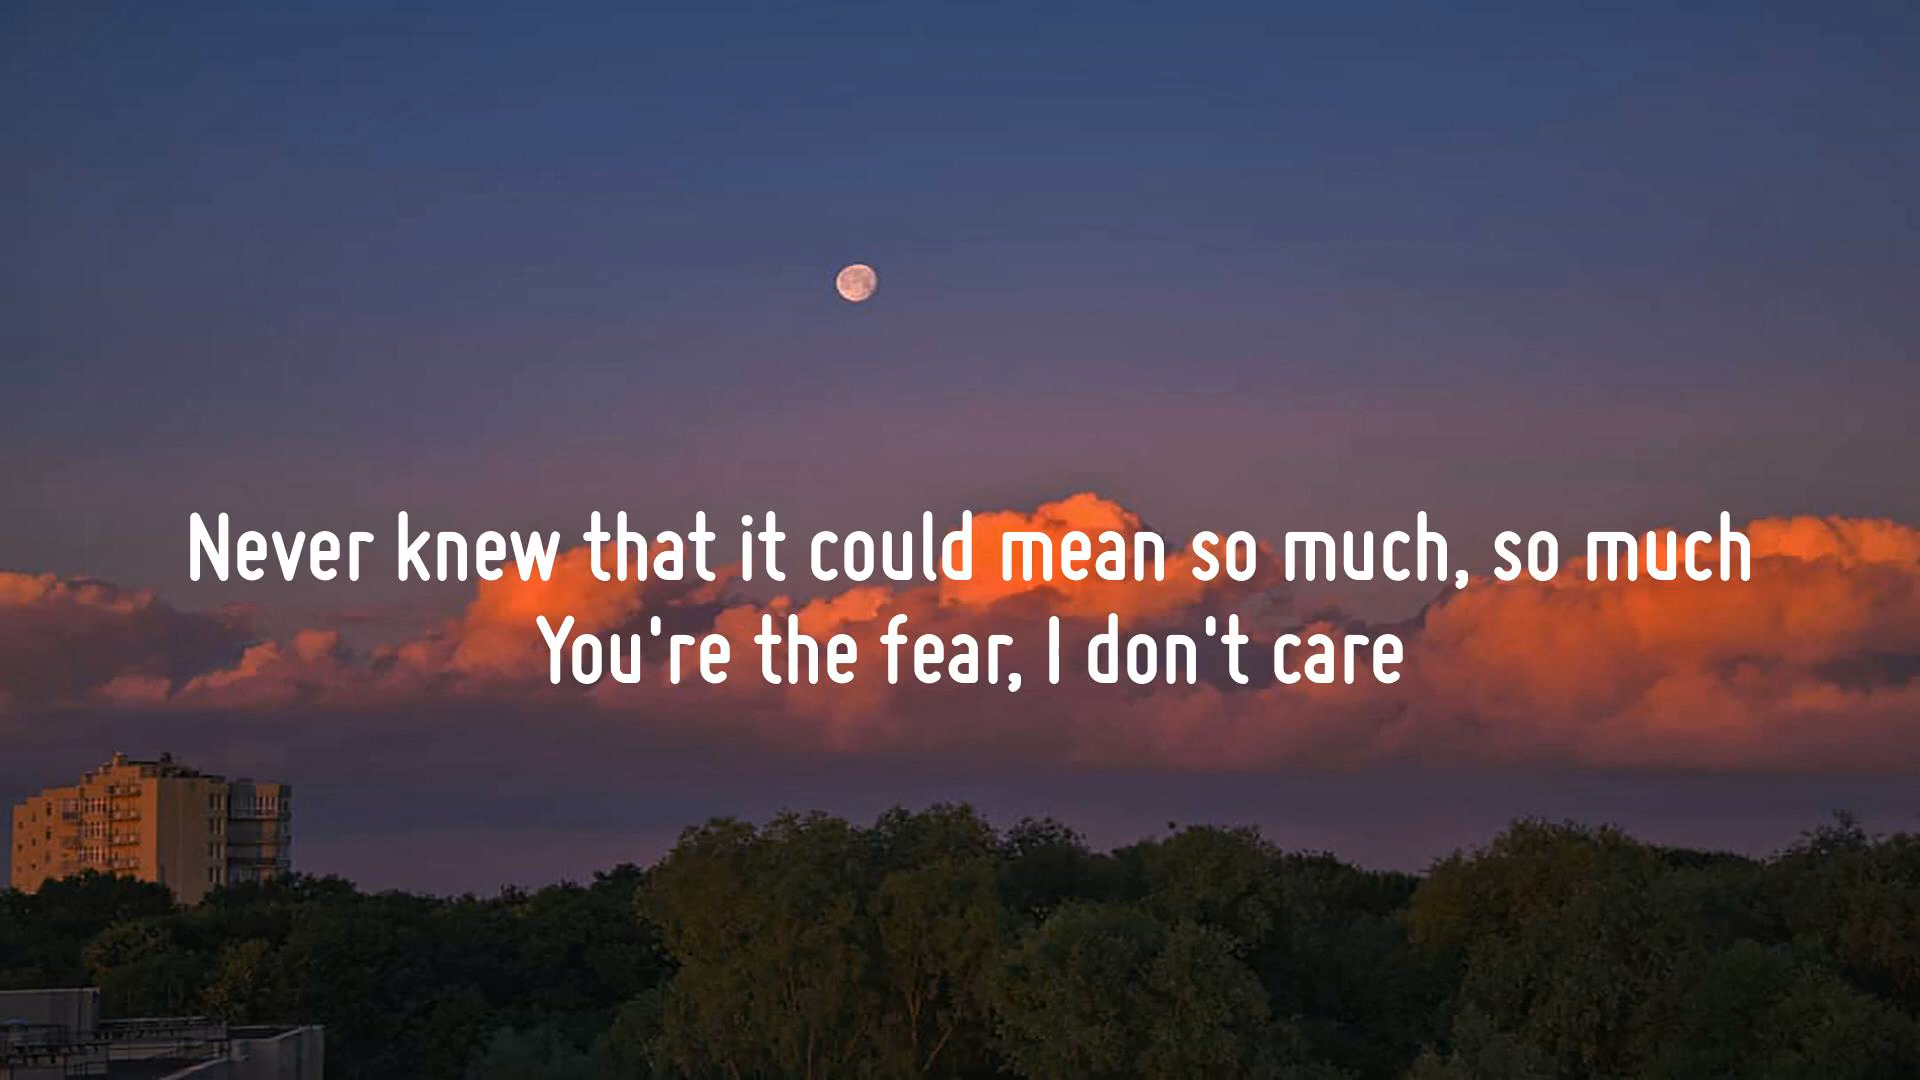 Never knew that it could mean so much, so much
You're the fear, I don't care